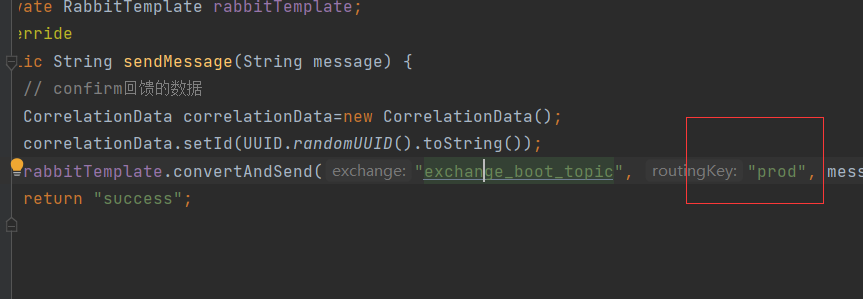 vate RabbitTemplate rabbitTemplate;
erride
lic String sendMessage(String message) {
// confirm回馈的数据
CorrelationData correlationData=new CorrelationData();
correlationData.setId(UUID.randomUUID().toString());
rabbitTemplate.convertAndSend( exchange: "exchange_boot_topic", routingKey: "prod", mess
return "success";